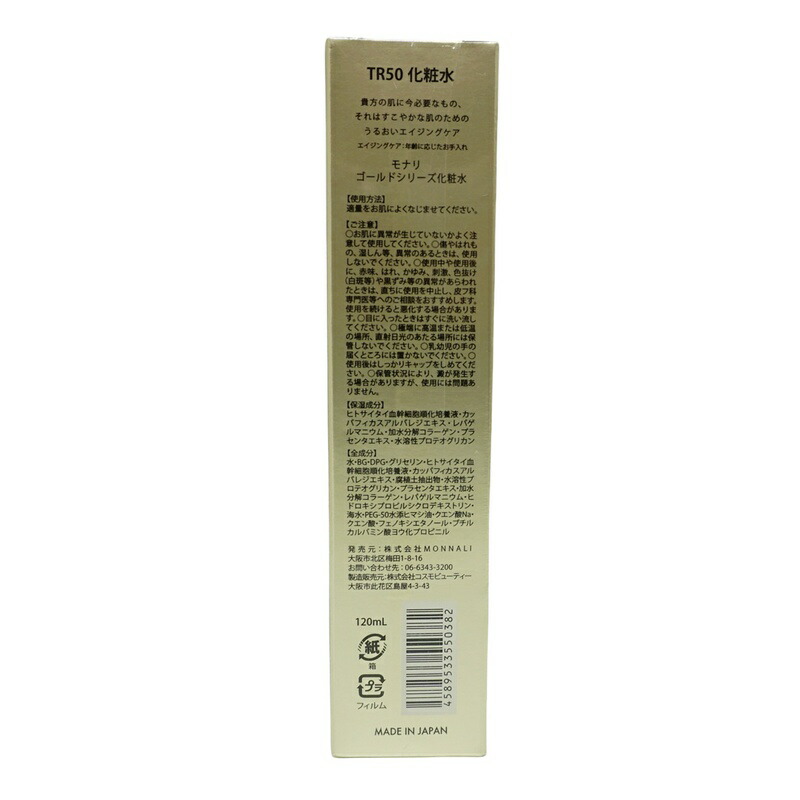 TR50 化粧水
貴方の肌に今必要なもの、
それはすこやかな肌のための
うるおいエイジングケア
エイジングケア:年齢に応じたお手入れ
モナリ
ゴールドシリーズ化粧水
【使用方法】
適量をお肌によくなじませてください。
【ご注意】
○お肌に異常が生じていないかよく注
意して使用してください。○傷やはれも
の、湿しん等、異常のあるときは、使用
しないでください。○使用中や使用後
に、赤味、はれ、かゆみ、刺激、色抜け
(白斑等)や黒ずみ等の異常があらわれ
たときは、直ちに使用を中止し、皮フ科
専門医等へのご相談をおすすめします。
使用を続けると悪化する場合がありま
す。○目に入ったときはすぐに洗い流し
てください。○極端に高温または低温
の場所、直射日光のあたる場所には保
管しないでください。○乳幼児の手の
届くところには置かないでください。○
使用後はしっかりキャップをしめてくだ
さい。○保管状況により、澱が発生す
る場合がありますが、使用には問題あ
りません。
【保湿成分】
ヒトサイタイ血幹細胞順化培養液・カッ
パフィカスアルバレジエキス・レパゲ
ルマニウム・加水分解コラーゲン・プラ
センタエキス・水溶性プロテオグリカン
【全成分】
水・BG・DPG・グリセリン・ヒトサイタイ血
幹細胞順化培養液・カッパフィカスアル
バレジエキス・腐植土抽出物・水溶性プ
ロテオグリカン・プラセンタエキス・加水
分解コラーゲン・レパゲルマニウム・ヒ
ドロキシプロピルシクロデキストリン・
海水・PEG-50水添ヒマシ油・クエン酸Na・
クエン酸・フェノキシエタノール・ブチル
カルバミン酸ヨウ化プロピニル
発売元:株式会社MONNALI
大阪市北区梅田1-8-16
お問い合わせ先:06-6343-3200
製造販売元:株式会社コスモビューティー
大阪市此花区島屋4-3-43
120mL
紙
箱
プラ
フィルム
4589533550382
MADE IN JAPAN